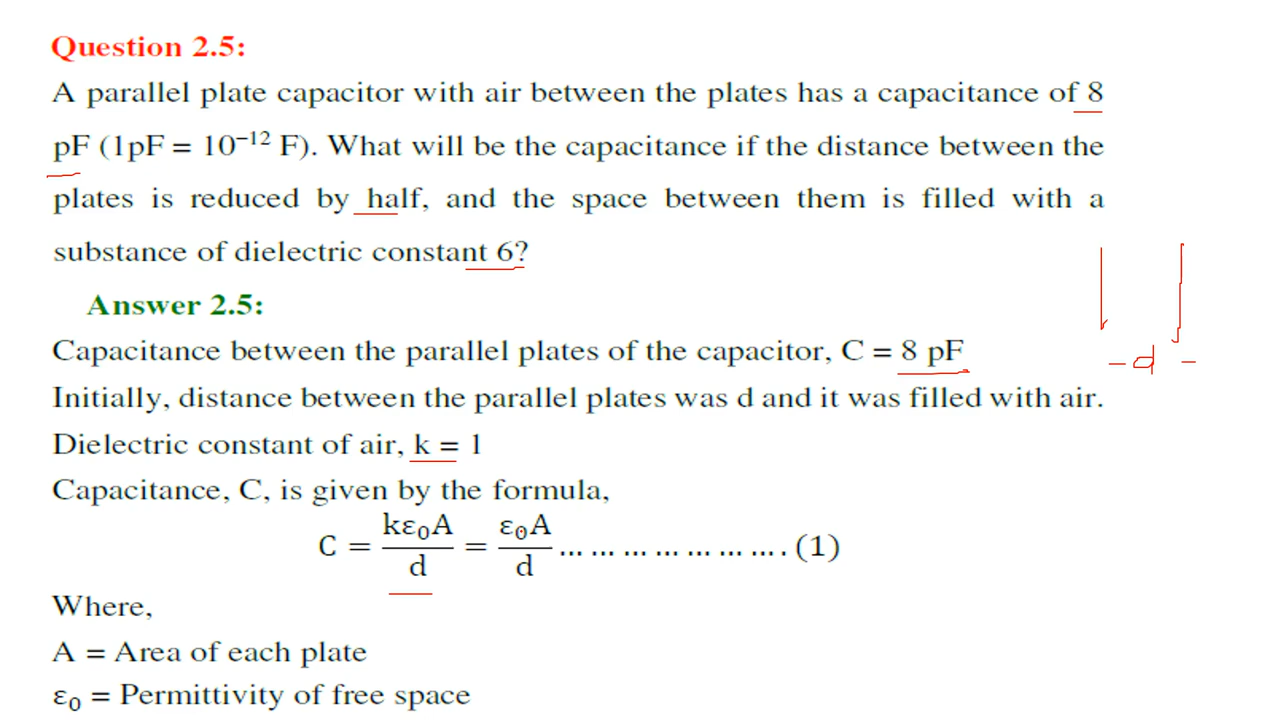 Question 2.5:
A parallel plate capacitor with air between the plates has a capacitance of 8
pF (1pF = 10⁻¹² F). What will be the capacitance if the distance between the
plates is reduced by half, and the space between them is filled with a
substance of dielectric constant 6?
Answer 2.5:
Capacitance between the parallel plates of the capacitor, C = 8 pF
- d -
Initially, distance between the parallel plates was d and it was filled with air.
Dielectric constant of air, k = 1
Capacitance, C, is given by the formula,
C = kε₀A/d = ε₀A/d ... ... ... ... ... ... ... . (1)
Where,
A = Area of each plate
ε₀ = Permittivity of free space